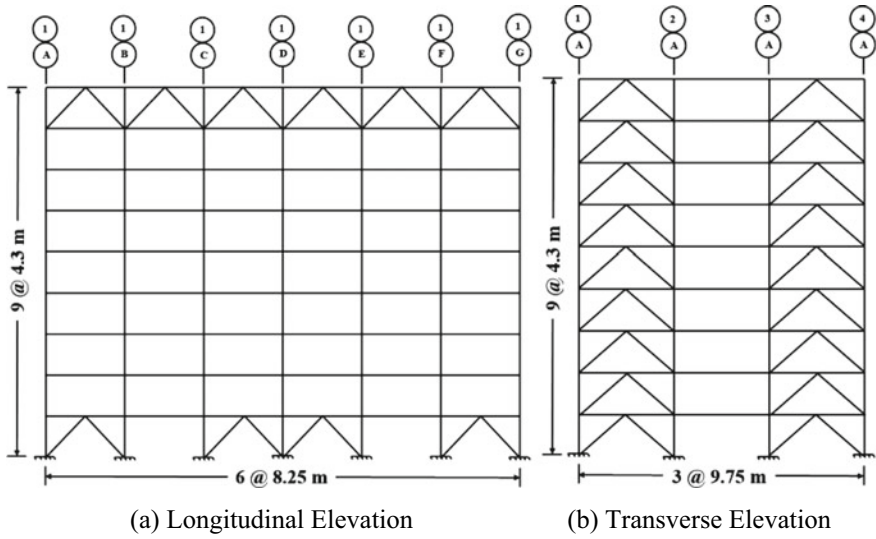 1 1 1 1 1 1 1
A B C D E F G
1 2 3 4
A A A A
9 @ 4.3 m
9 @ 4.3 m
6 @ 8.25 m
3 @ 9.75 m
(a) Longitudinal Elevation
(b) Transverse Elevation